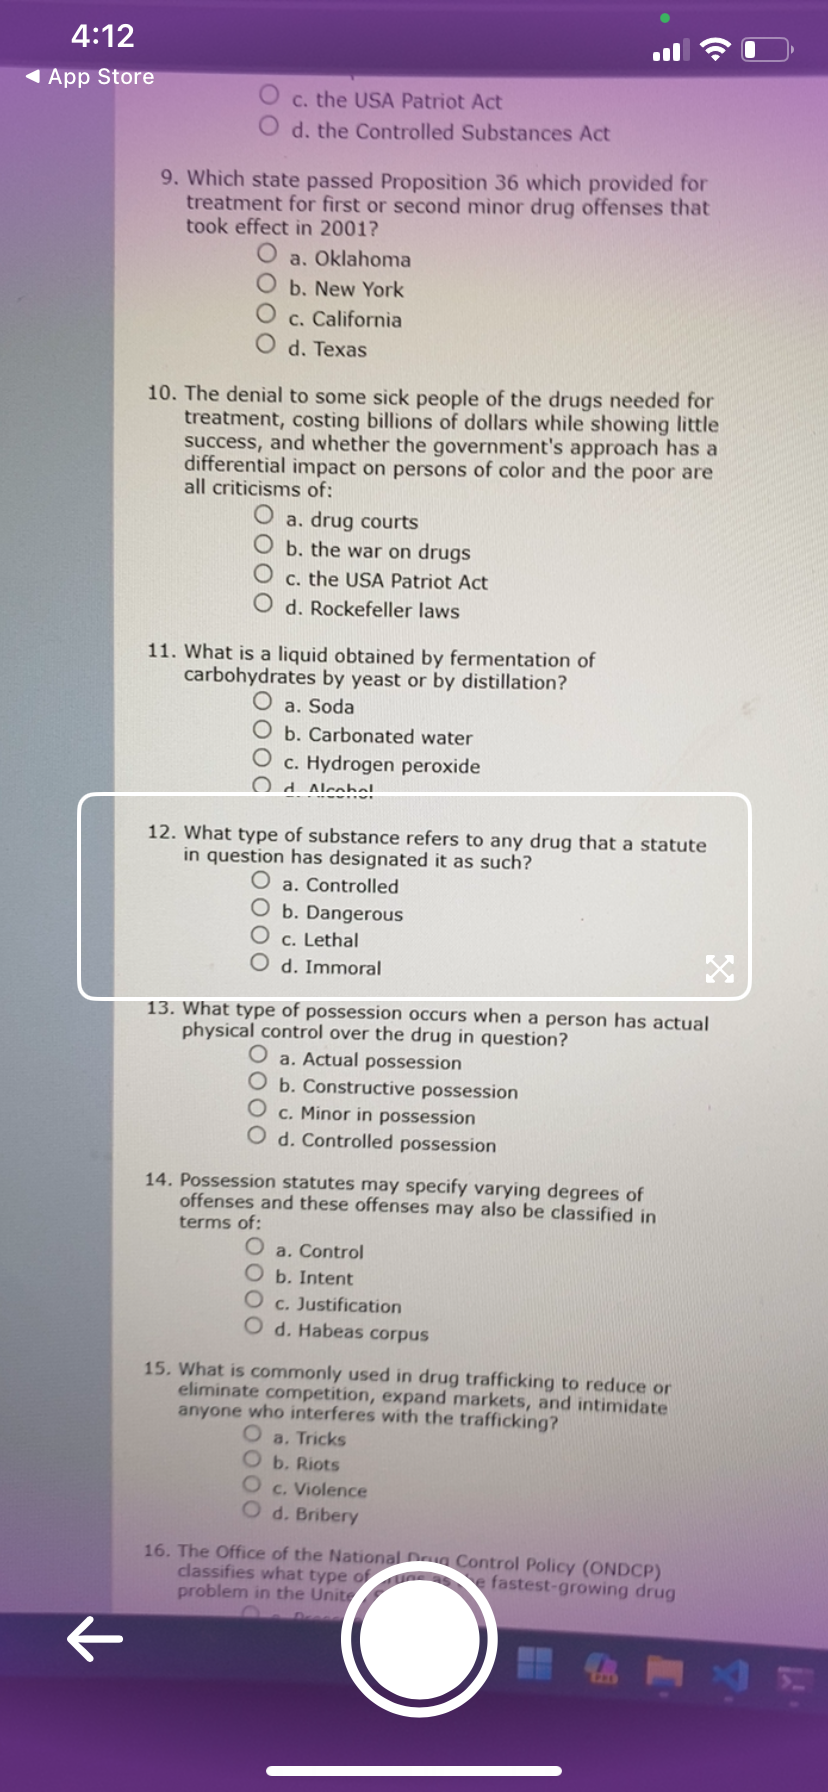 4:12
◀ App Store
c. the USA Patriot Act
d. the Controlled Substances Act
9. Which state passed Proposition 36 which provided for
treatment for first or second minor drug offenses that
took effect in 2001?
a. Oklahoma
b. New York
c. California
d. Texas
10. The denial to some sick people of the drugs needed for
treatment, costing billions of dollars while showing little
success, and whether the government's approach has a
differential impact on persons of color and the poor are
all criticisms of:
a. drug courts
b. the war on drugs
c. the USA Patriot Act
d. Rockefeller laws
11. What is a liquid obtained by fermentation of
carbohydrates by yeast or by distillation?
a. Soda
b. Carbonated water
c. Hydrogen peroxide
d. Alcohol
12. What type of substance refers to any drug that a statute
in question has designated it as such?
a. Controlled
b. Dangerous
c. Lethal
d. Immoral
13. What type of possession occurs when a person has actual
physical control over the drug in question?
a. Actual possession
b. Constructive possession
c. Minor in possession
d. Controlled possession
14. Possession statutes may specify varying degrees of
offenses and these offenses may also be classified in
terms of:
a. Control
b. Intent
c. Justification
d. Habeas corpus
15. What is commonly used in drug trafficking to reduce or
eliminate competition, expand markets, and intimidate
anyone who interferes with the trafficking?
a. Tricks
b. Riots
c. Violence
d. Bribery
16. The Office of the National Drug Control Policy (ONDCP)
classifies what type of drugs as the fastest-growing drug
problem in the